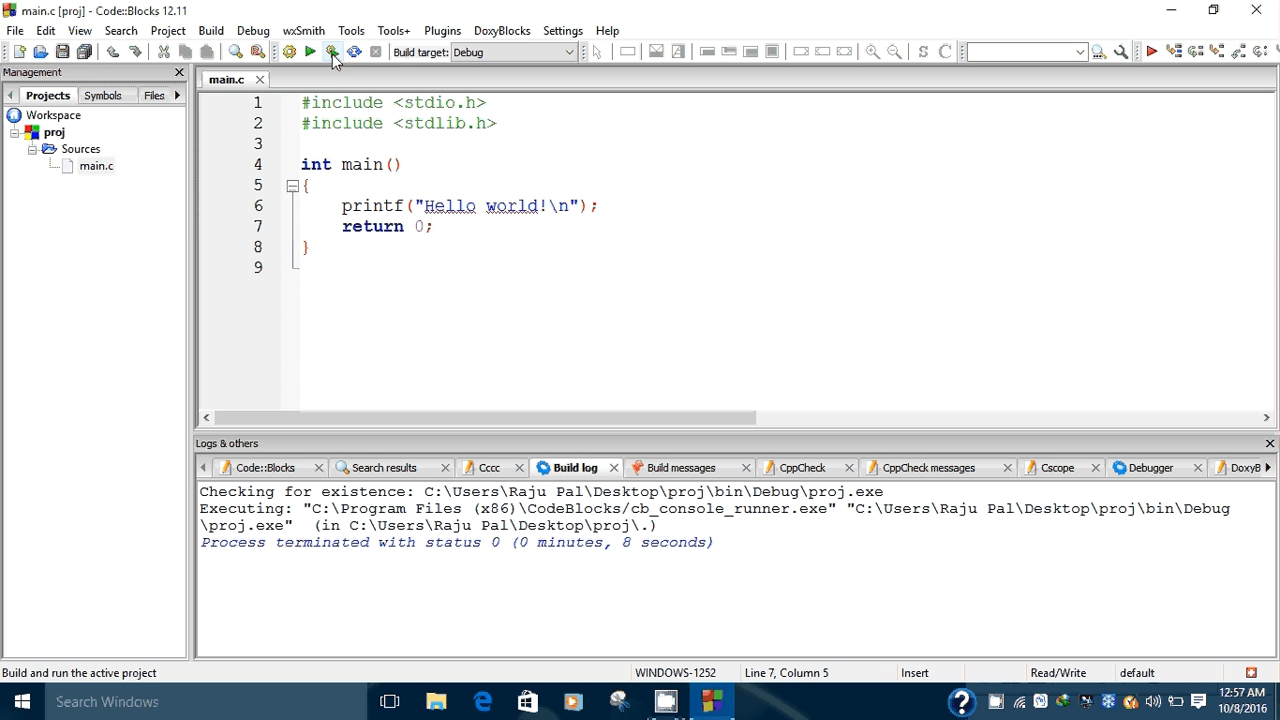 main.c [proj] - Code::Blocks 12.11
File Edit View Search Project Build Debug wxSmith Tools Tools+ Plugins DoxyBlocks Settings Help
Build target: Debug
Management
main.c
Projects Symbols Files
Workspace
proj
Sources
main.c
1 #include <stdio.h>
2 #include <stdlib.h>
3
4 int main()
5 {
6 printf("Hello world!\n");
7 return 0;
8 }
9
Logs & others
Code::Blocks Search results Cccc Build log Build messages CppCheck CppCheck messages Cscope Debugger DoxyB
Checking for existence: C:\Users\Raju Pal\Desktop\proj\bin\Debug\proj.exe
Executing: "C:\Program Files (x86)\CodeBlocks/cb_console_runner.exe" "C:\Users\Raju Pal\Desktop\proj\bin\Debug
\proj.exe" (in C:\Users\Raju Pal\Desktop\proj\.)
Process terminated with status 0 (0 minutes, 8 seconds)
Build and run the active project WINDOWS-1252 Line 7, Column 5 Insert Read/Write default
Search Windows
12:57 AM
10/8/2016